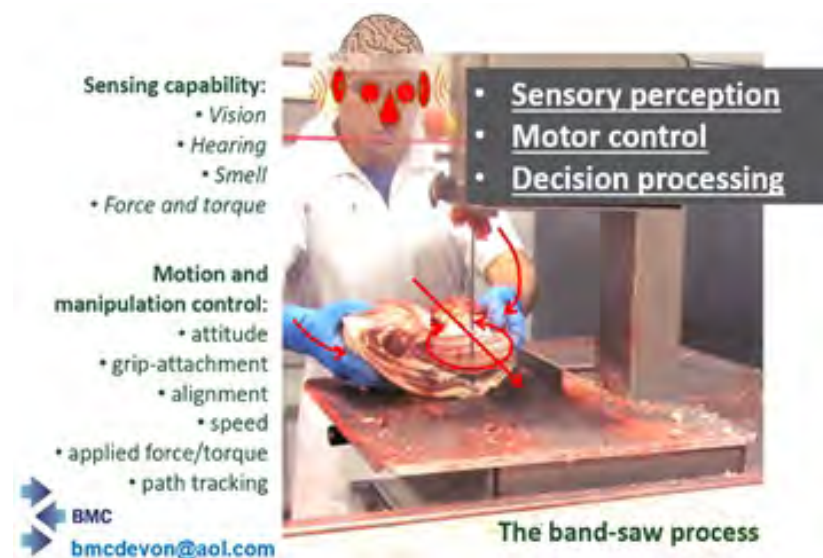 Sensing capability:
• Vision
• Hearing
• Smell
• Force and torque
• Sensory perception
• Motor control
• Decision processing
Motion and
manipulation control:
• attitude
• grip-attachment
• alignment
• speed
• applied force/torque
• path tracking
BMC
bmcdevon@aol.com
The band-saw process